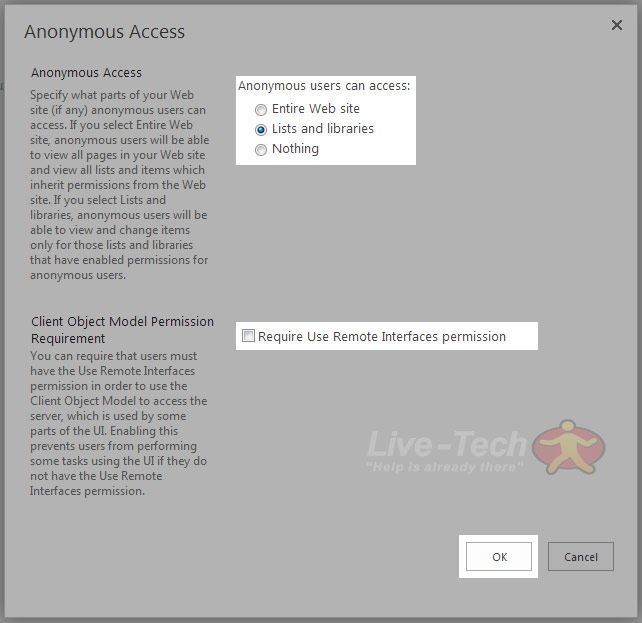 Anonymous Access
Anonymous Access
Specify what parts of your Web
site (if any) anonymous users can
access. If you select Entire Web
site, anonymous users will be able
to view all pages in your Web site
and view all lists and items which
inherit permissions from the Web
site. If you select Lists and
libraries, anonymous users will be
able to view and change items
only for those lists and libraries
that have enabled permissions for
anonymous users.
Anonymous users can access:
Entire Web site
Lists and libraries
Nothing
Client Object Model Permission
Requirement
You can require that users must
have the Use Remote Interfaces
permission in order to use the
Client Object Model to access the
server, which is used by some
parts of the UI. Enabling this
prevents users from performing
some tasks using the UI if they do
not have the Use Remote
Interfaces permission.
Require Use Remote Interfaces permission
Live-Tech
"Help is already there"
OK
Cancel